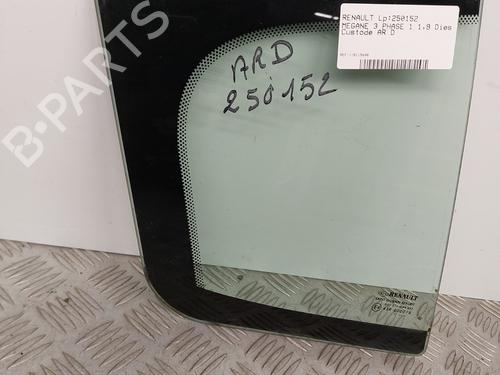 B-PARTS
RENAULT Lp:250152
MEGANE 3 PHASE 1 1.9 Dies
Custode AR D
ARD
250152
RENAULT